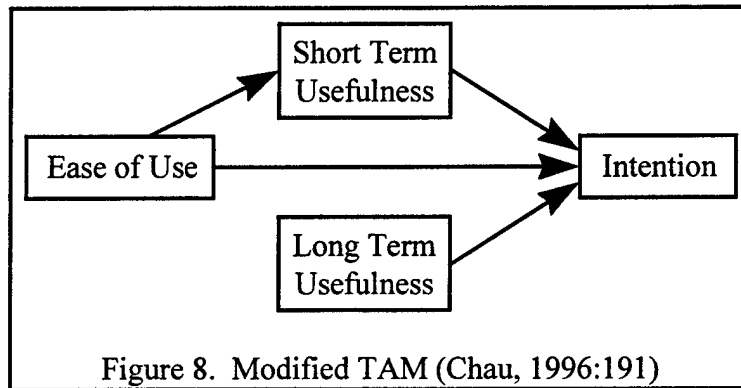 Short Term
Usefulness
Ease of Use
Intention
Long Term
Usefulness
Figure 8. Modified TAM (Chau, 1996:191)